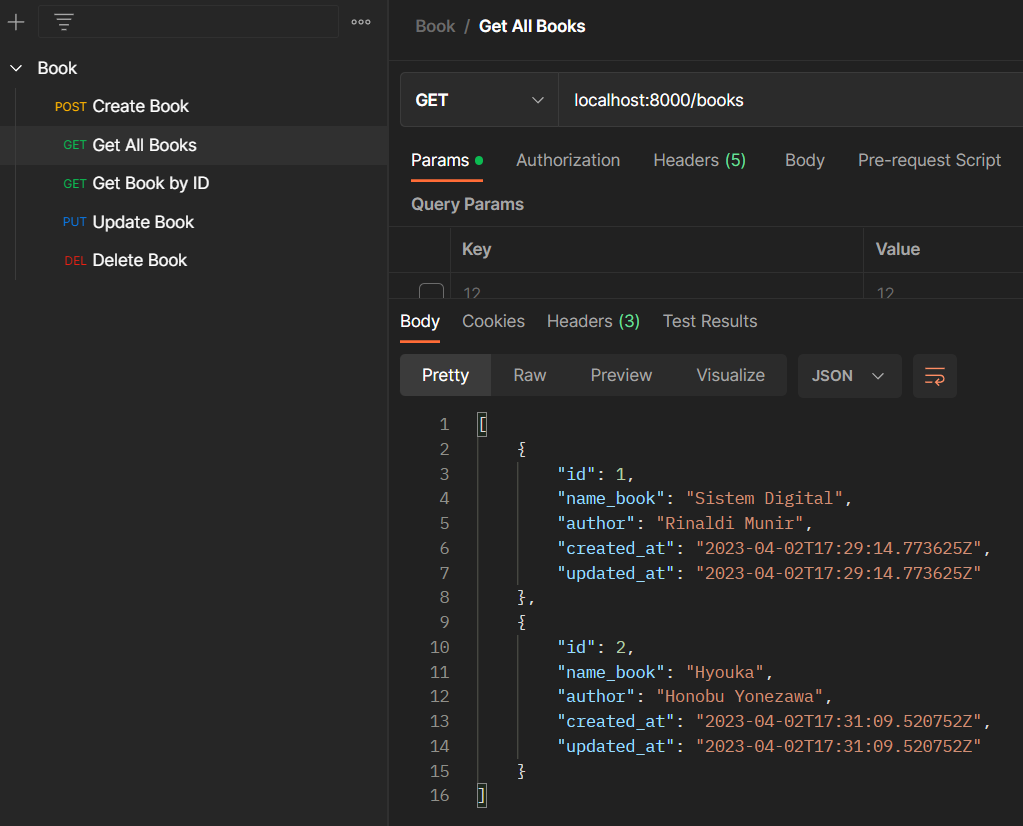 Book
POST Create Book
GET Get All Books
GET Get Book by ID
PUT Update Book
DEL Delete Book
Book / Get All Books
GET localhost:8000/books
Params Authorization Headers (5) Body Pre-request Script
Query Params
Key Value
12 12
Body Cookies Headers (3) Test Results
Pretty Raw Preview Visualize JSON
1 [
2 {
3 "id": 1,
4 "name_book": "Sistem Digital",
5 "author": "Rinaldi Munir",
6 "created_at": "2023-04-02T17:29:14.773625Z",
7 "updated_at": "2023-04-02T17:29:14.773625Z"
8 },
9 {
10 "id": 2,
11 "name_book": "Hyouka",
12 "author": "Honobu Yonezawa",
13 "created_at": "2023-04-02T17:31:09.520752Z",
14 "updated_at": "2023-04-02T17:31:09.520752Z"
15 }
16 ]